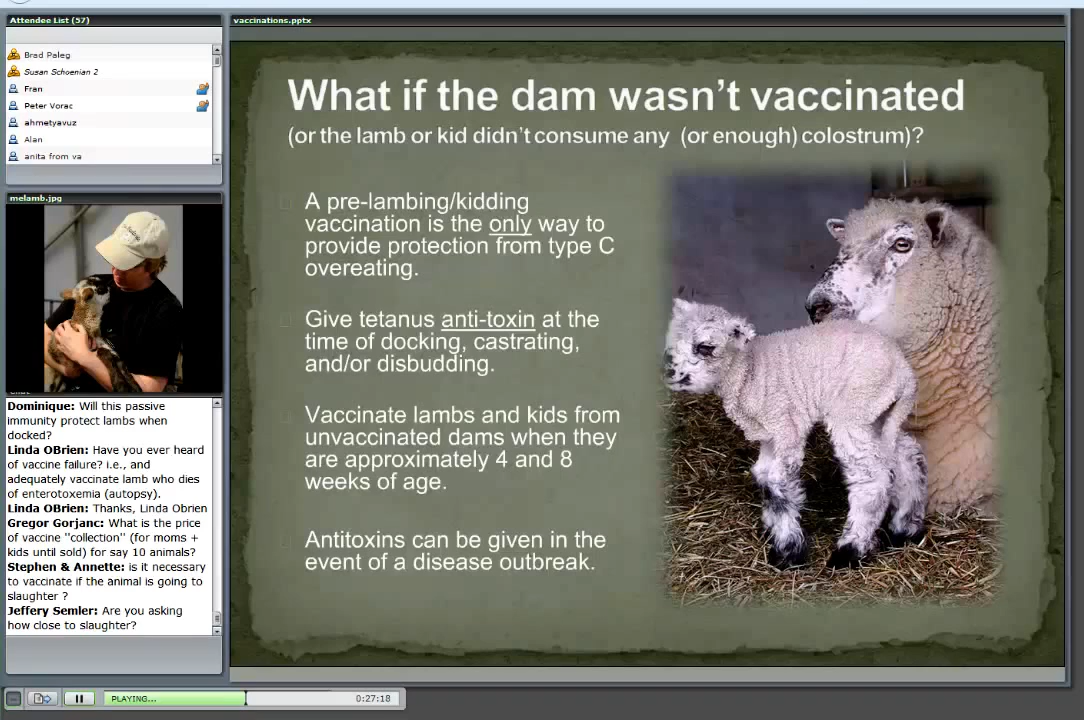 Attendee List (57)
Brad Paleg
Susan Schoenian 2
Fran
Peter Vorac
ahmetyavuz
Alan
anita from va
melamb.jpg
Dominique: Will this passive
immunity protect lambs when
docked?
Linda OBrien: Have you ever heard
of vaccine failure? i.e., and
adequately vaccinate lamb who dies
of enterotoxemia (autopsy).
Linda OBrien: Thanks, Linda Obrien
Gregor Gorjanc: What is the price
of vaccine "collection" (for moms +
kids until sold) for say 10 animals?
Stephen & Annette: is it necessary
to vaccinate if the animal is going to
slaughter ?
Jeffery Semler: Are you asking
how close to slaughter?
vaccinations.pptx
What if the dam wasn't vaccinated
(or the lamb or kid didn't consume any (or enough) colostrum)?
A pre-lambing/kidding
vaccination is the only way to
provide protection from type C
overeating.
Give tetanus anti-toxin at the
time of docking, castrating,
and/or disbudding.
Vaccinate lambs and kids from
unvaccinated dams when they
are approximately 4 and 8
weeks of age.
Antitoxins can be given in the
event of a disease outbreak.
PLAYING...
0:27:18